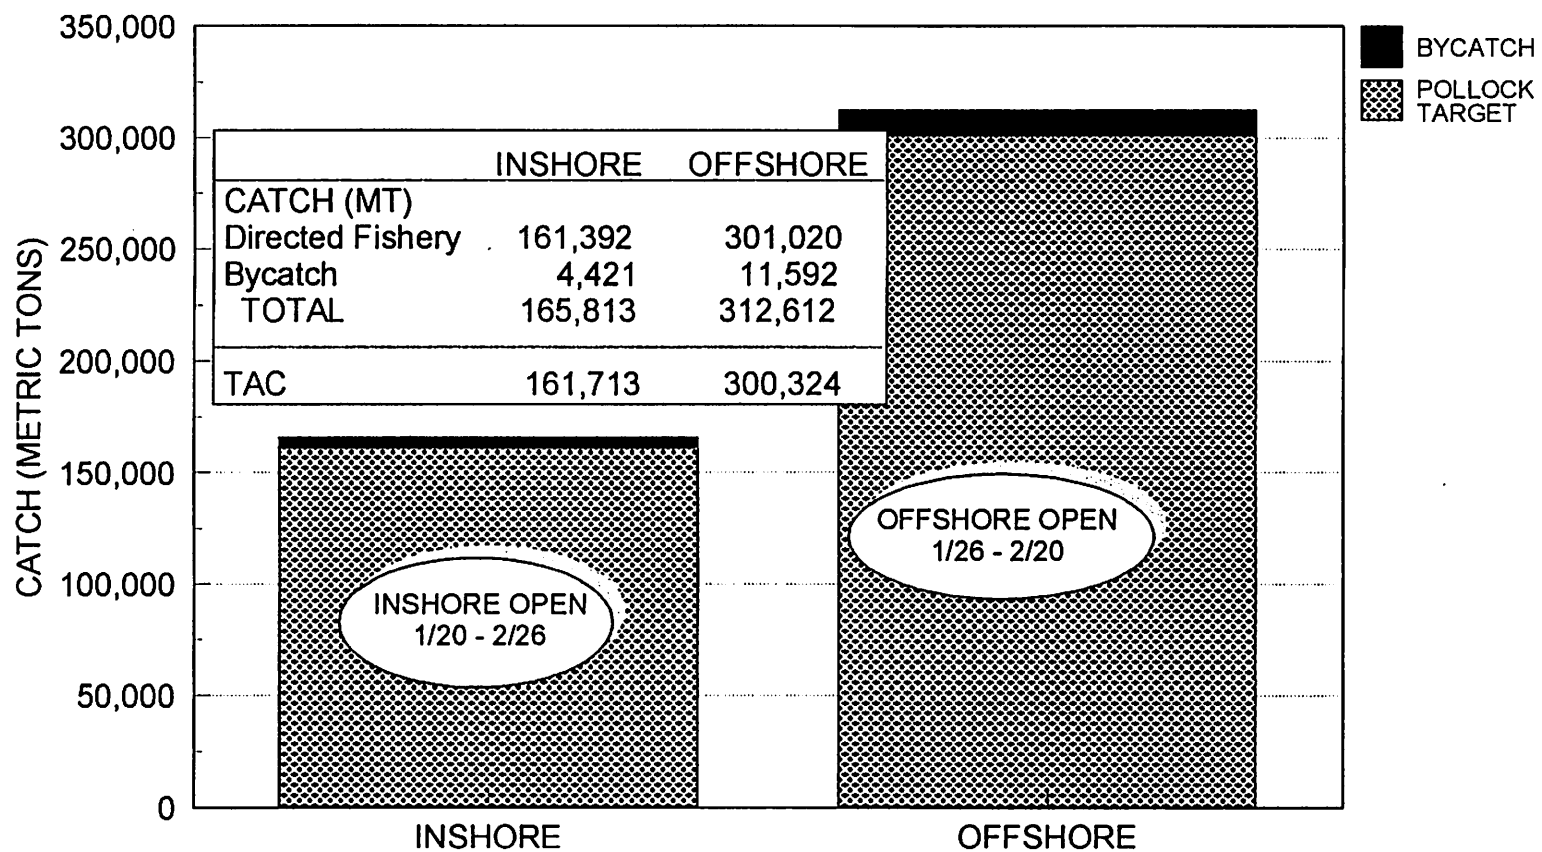 350,000
300,000
250,000
200,000
150,000
100,000
50,000
0
CATCH (METRIC TONS)
BYCATCH
POLLOCK
TARGET
INSHORE OFFSHORE
CATCH (MT)
Directed Fishery 161,392 301,020
Bycatch 4,421 11,592
TOTAL 165,813 312,612
TAC 161,713 300,324
INSHORE OPEN
1/20 - 2/26
OFFSHORE OPEN
1/26 - 2/20
INSHORE OFFSHORE